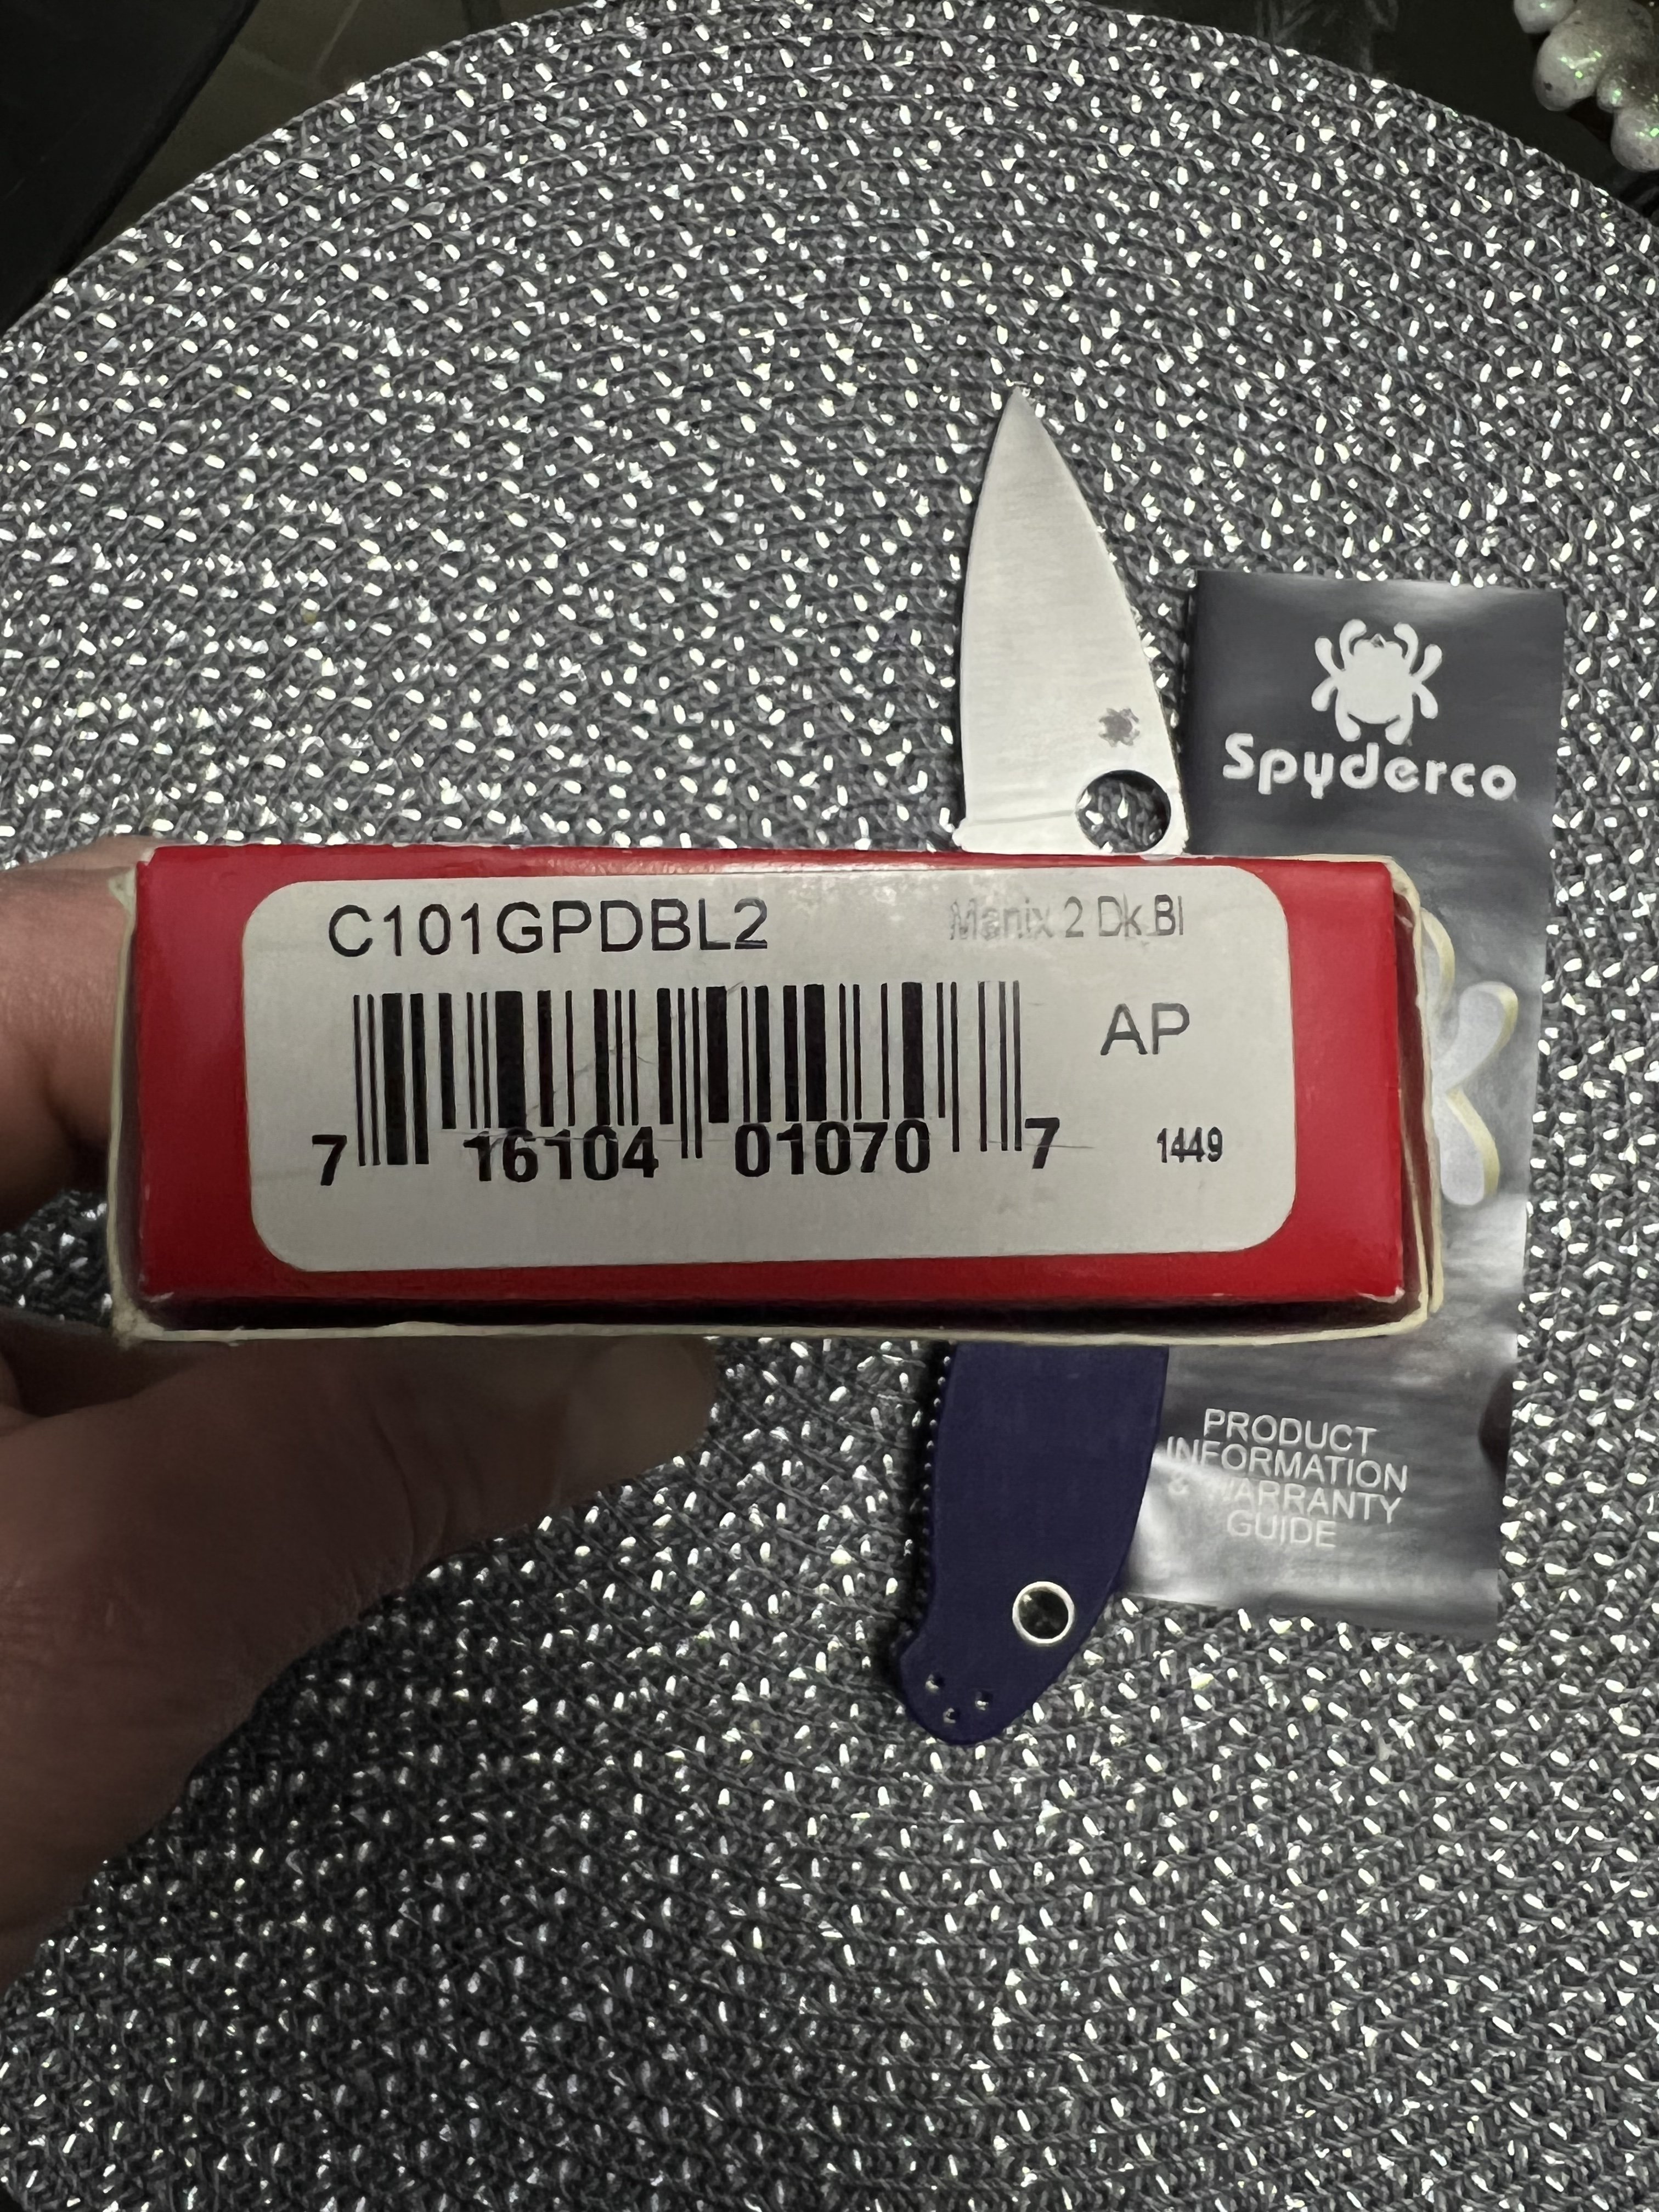 Spyderco
C101GPDBL2
Manix 2 Dk Bl
AP
7 16104 01070 7
1449
PRODUCT
INFORMATION
& WARRANTY
GUIDE